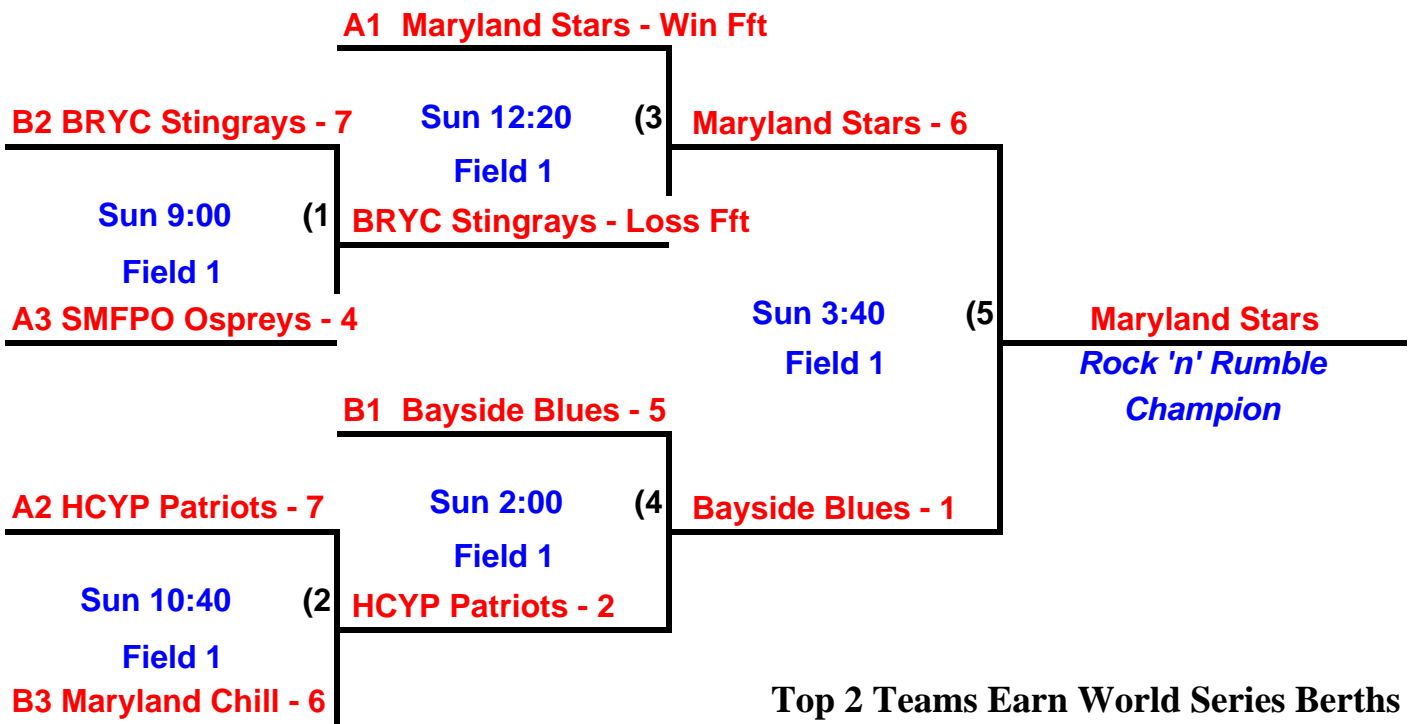 A1 Maryland Stars - Win Fft
B2 BRYC Stingrays - 7
Sun 12:20 (3
Maryland Stars - 6
Field 1
Sun 9:00 (1
BRYC Stingrays - Loss Fft
Field 1
A3 SMFPO Ospreys - 4
Sun 3:40 (5
Maryland Stars
Field 1
Rock 'n' Rumble
Champion
B1 Bayside Blues - 5
A2 HCYP Patriots - 7
Sun 2:00 (4
Bayside Blues - 1
Field 1
Sun 10:40 (2
HCYP Patriots - 2
Field 1
B3 Maryland Chill - 6
Top 2 Teams Earn World Series Berths